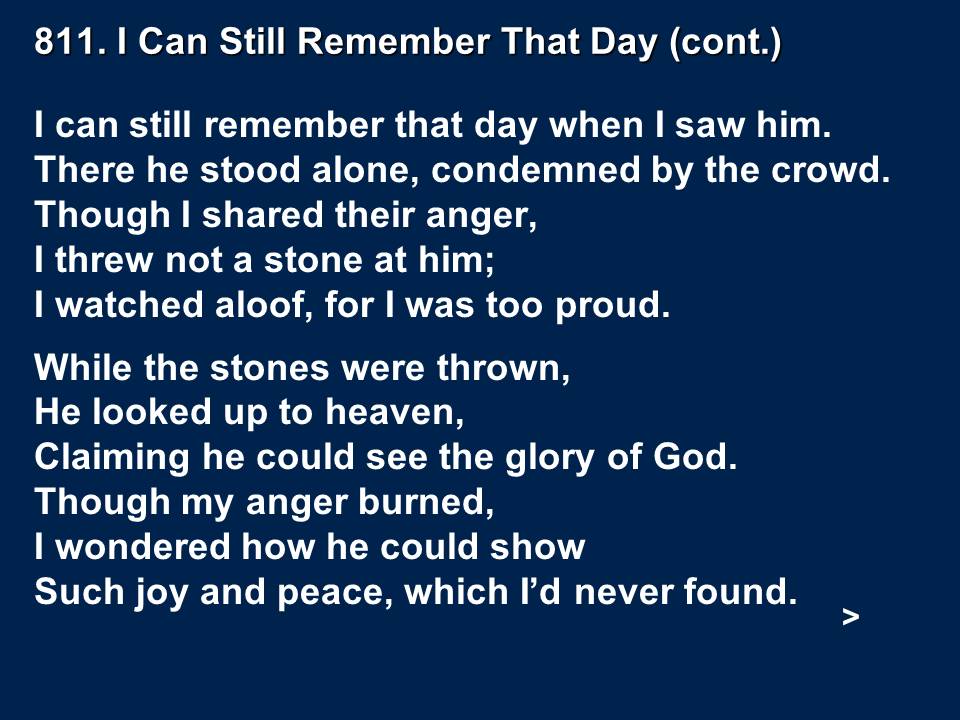 811. I Can Still Remember That Day (cont.)
I can still remember that day when I saw him.
There he stood alone, condemned by the crowd.
Though I shared their anger,
I threw not a stone at him;
I watched aloof, for I was too proud.
While the stones were thrown,
He looked up to heaven,
Claiming he could see the glory of God.
Though my anger burned,
I wondered how he could show
Such joy and peace, which I’d never found.
>